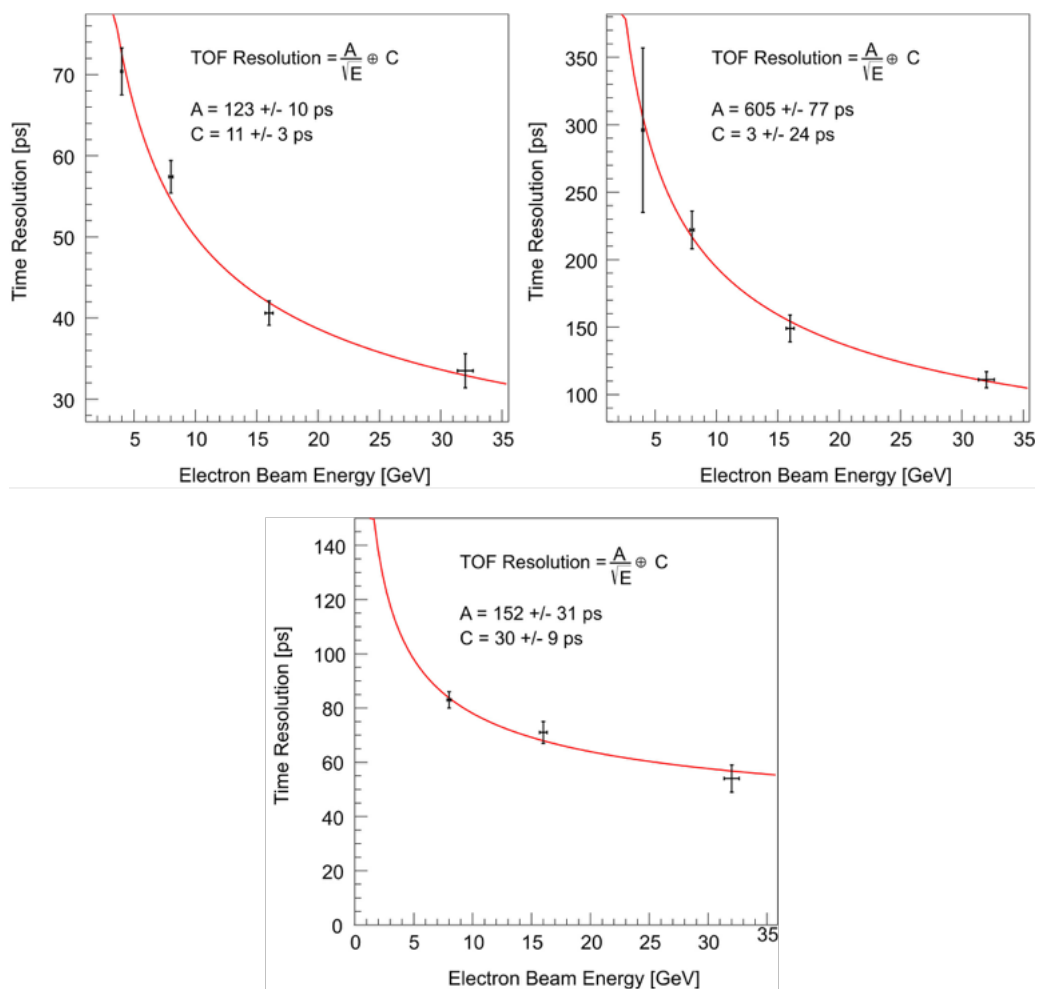 TOF Resolution = A/√E ⊕ C
A = 123 +/- 10 ps
C = 11 +/- 3 ps
Time Resolution [ps]
70
60
50
40
30
5 10 15 20 25 30 35
Electron Beam Energy [GeV]
TOF Resolution = A/√E ⊕ C
A = 605 +/- 77 ps
C = 3 +/- 24 ps
Time Resolution [ps]
350
300
250
200
150
100
5 10 15 20 25 30 35
Electron Beam Energy [GeV]
TOF Resolution = A/√E ⊕ C
A = 152 +/- 31 ps
C = 30 +/- 9 ps
Time Resolution [ps]
140
120
100
80
60
40
20
0
0 5 10 15 20 25 30 35
Electron Beam Energy [GeV]